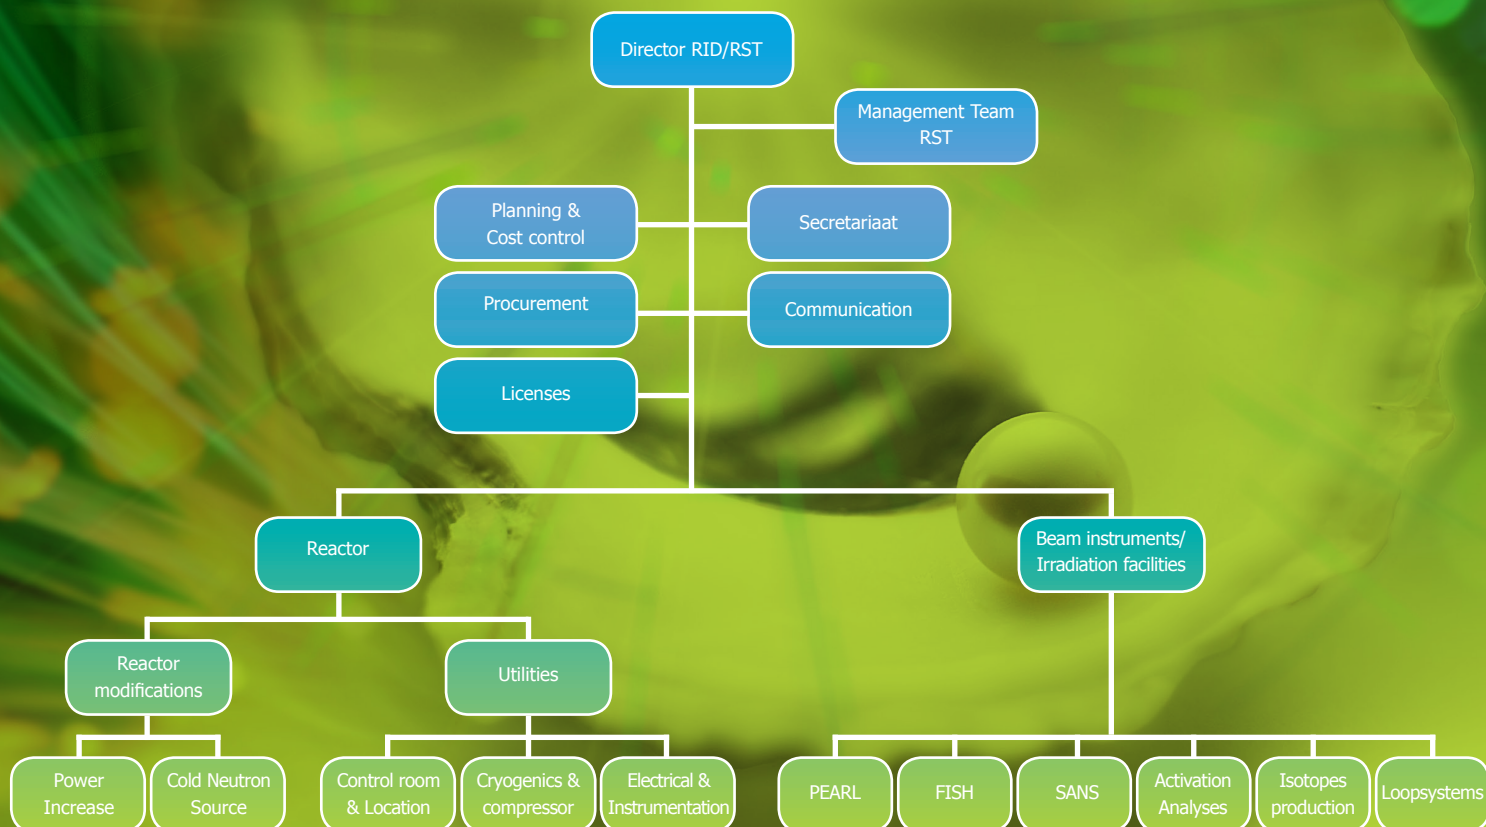 Director RID/RST
Management Team
RST
Planning &
Cost control
Secretariaat
Procurement
Communication
Licenses
Reactor
Beam instruments/
Irradiation facilities
Reactor
modifications
Utilities
Power
Increase
Cold Neutron
Source
Control room
& Location
Cryogenics &
compressor
Electrical &
Instrumentation
PEARL
FISH
SANS
Activation
Analyses
Isotopes
production
Loopsystems